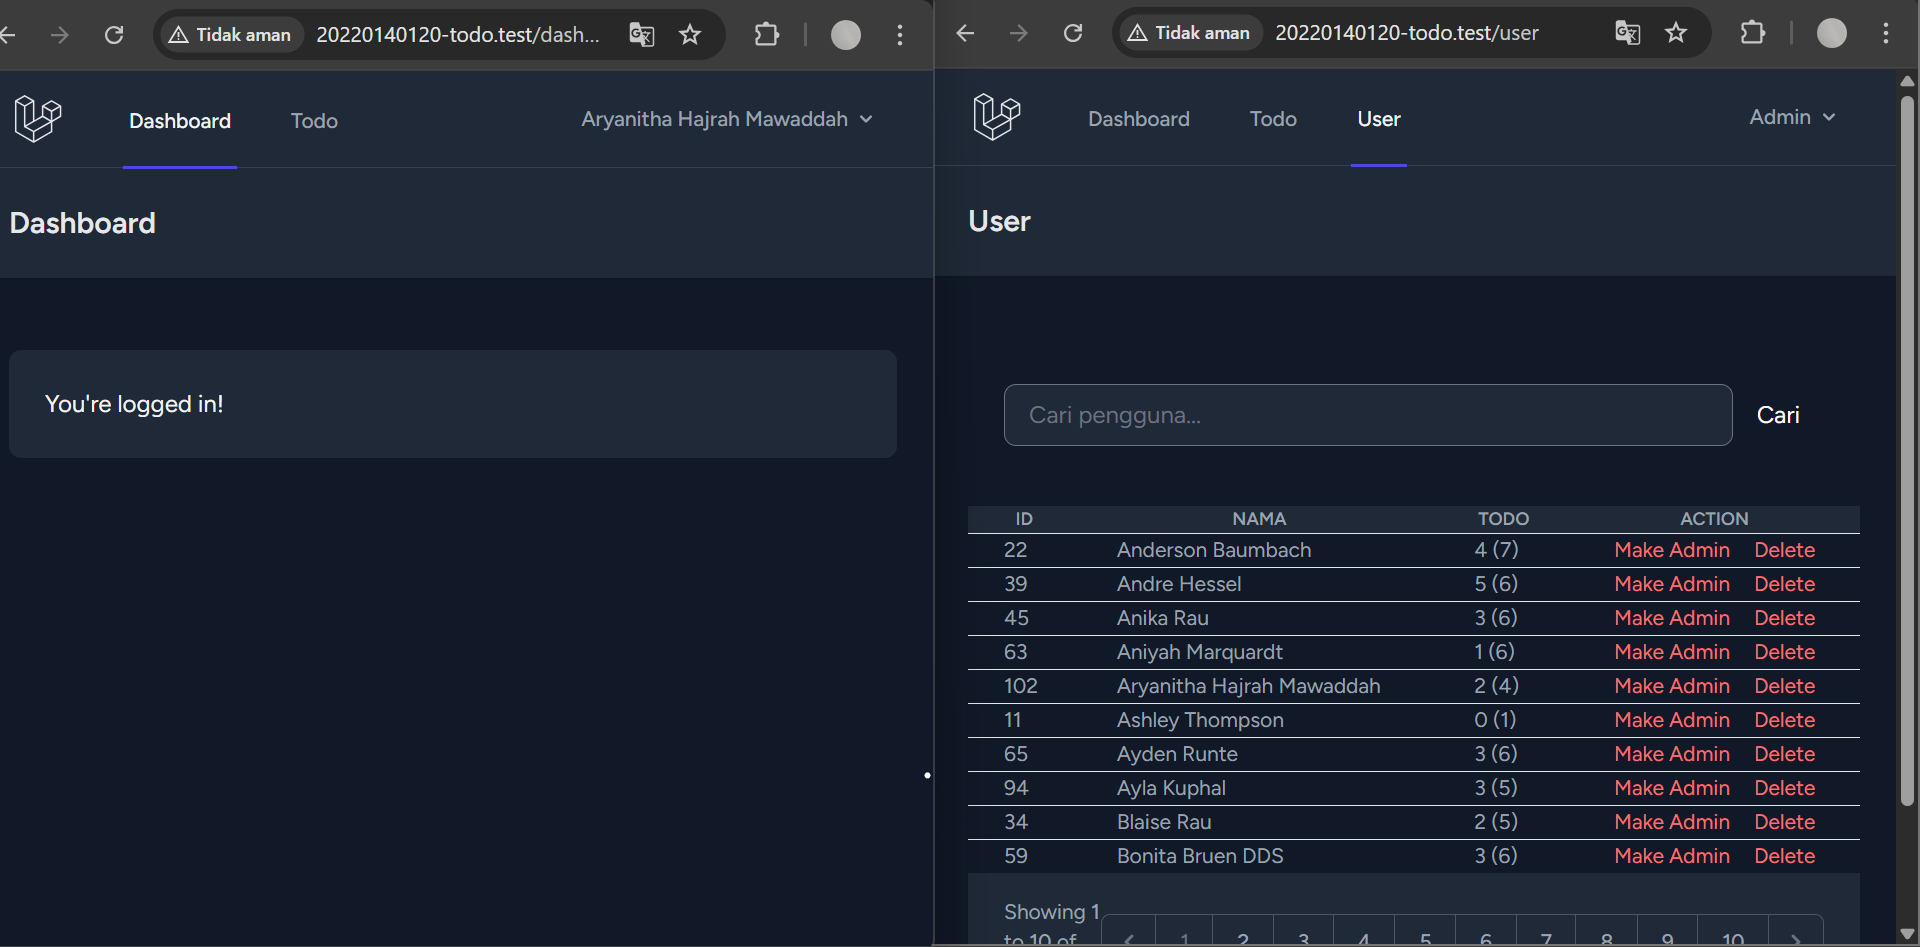 Tidak aman 20220140120-todo.test/dash...
Dashboard Todo Aryanitha Hajrah Mawaddah
Dashboard
You're logged in!
Tidak aman 20220140120-todo.test/user
Dashboard Todo User Admin
User
Cari pengguna... Cari
ID NAMA TODO ACTION
22 Anderson Baumbach 4 (7) Make Admin Delete
39 Andre Hessel 5 (6) Make Admin Delete
45 Anika Rau 3 (6) Make Admin Delete
63 Aniyah Marquardt 1 (6) Make Admin Delete
102 Aryanitha Hajrah Mawaddah 2 (4) Make Admin Delete
11 Ashley Thompson 0 (1) Make Admin Delete
65 Ayden Runte 3 (6) Make Admin Delete
94 Ayla Kuphal 3 (5) Make Admin Delete
34 Blaise Rau 2 (5) Make Admin Delete
59 Bonita Bruen DDS 3 (6) Make Admin Delete
Showing 1
to 10 of
1 2 3 4 5 6 7 8 9 10